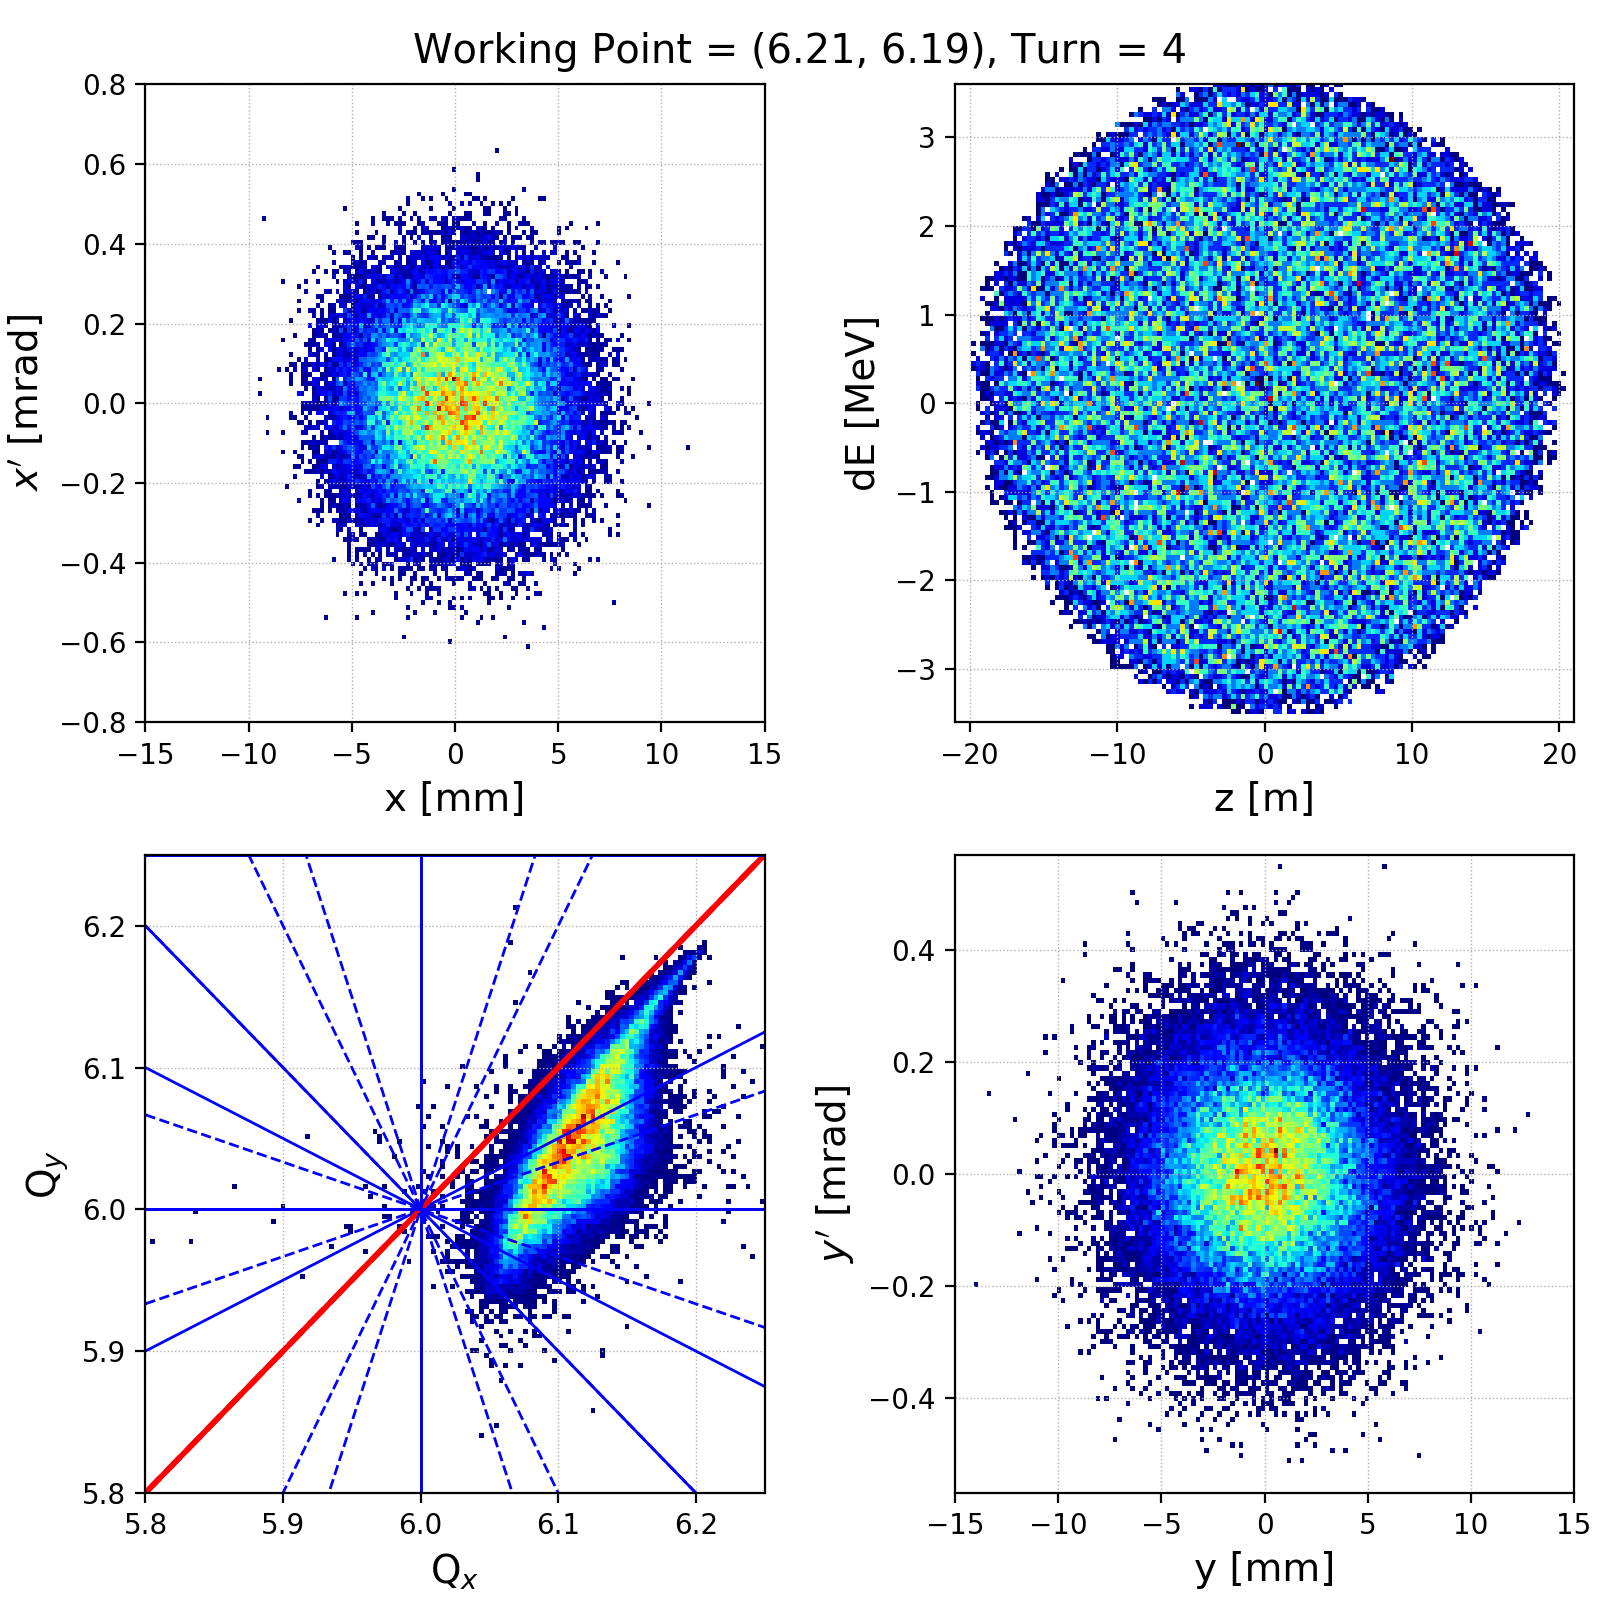 Working Point = (6.21, 6.19), Turn = 4
0.8
0.6
0.4
0.2
0.0
−0.2
−0.4
−0.6
−0.8
x′ [mrad]
−15 −10 −5 0 5 10 15
x [mm]
3
2
1
0
−1
−2
−3
dE [MeV]
−20 −10 0 10 20
z [m]
6.2
6.1
6.0
5.9
5.8
Qy
5.8 5.9 6.0 6.1 6.2
Qx
0.4
0.2
0.0
−0.2
−0.4
y′ [mrad]
−15 −10 −5 0 5 10 15
y [mm]